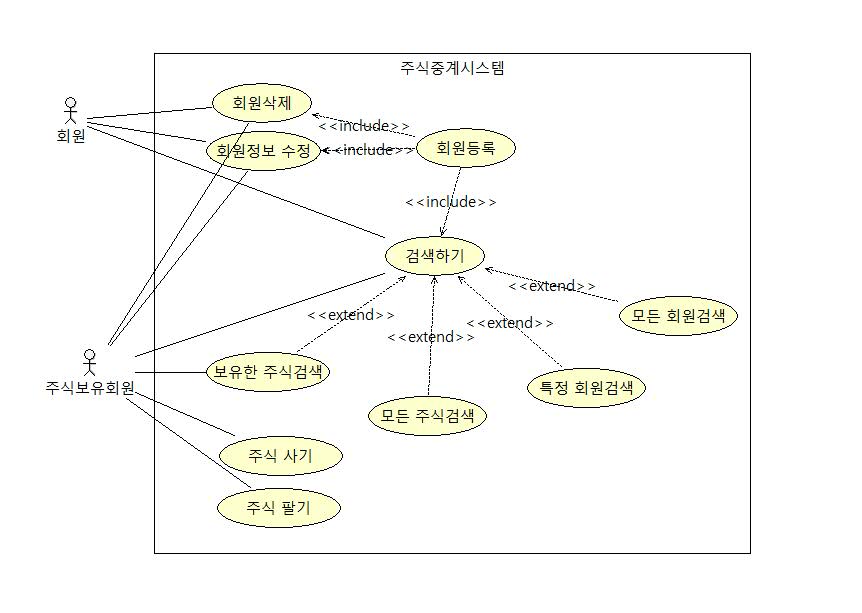 주식중계시스템
회원삭제
회원
<<include>>
회원정보 수정
<<include>>
회원등록
<<include>>
검색하기
<<extend>>
<<extend>>
모든 회원검색
<<extend>>
<<extend>>
보유한 주식검색
주식보유회원
특정 회원검색
모든 주식검색
주식 사기
주식 팔기